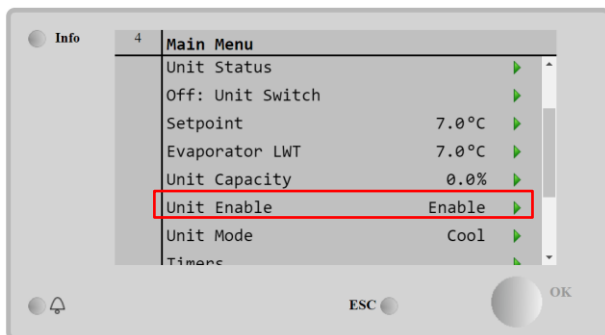 Info
4 Main Menu
Unit Status
Off: Unit Switch
Setpoint 7.0°C
Evaporator LWT 7.0°C
Unit Capacity 0.0%
Unit Enable Enable
Unit Mode Cool
Timers
ESC OK